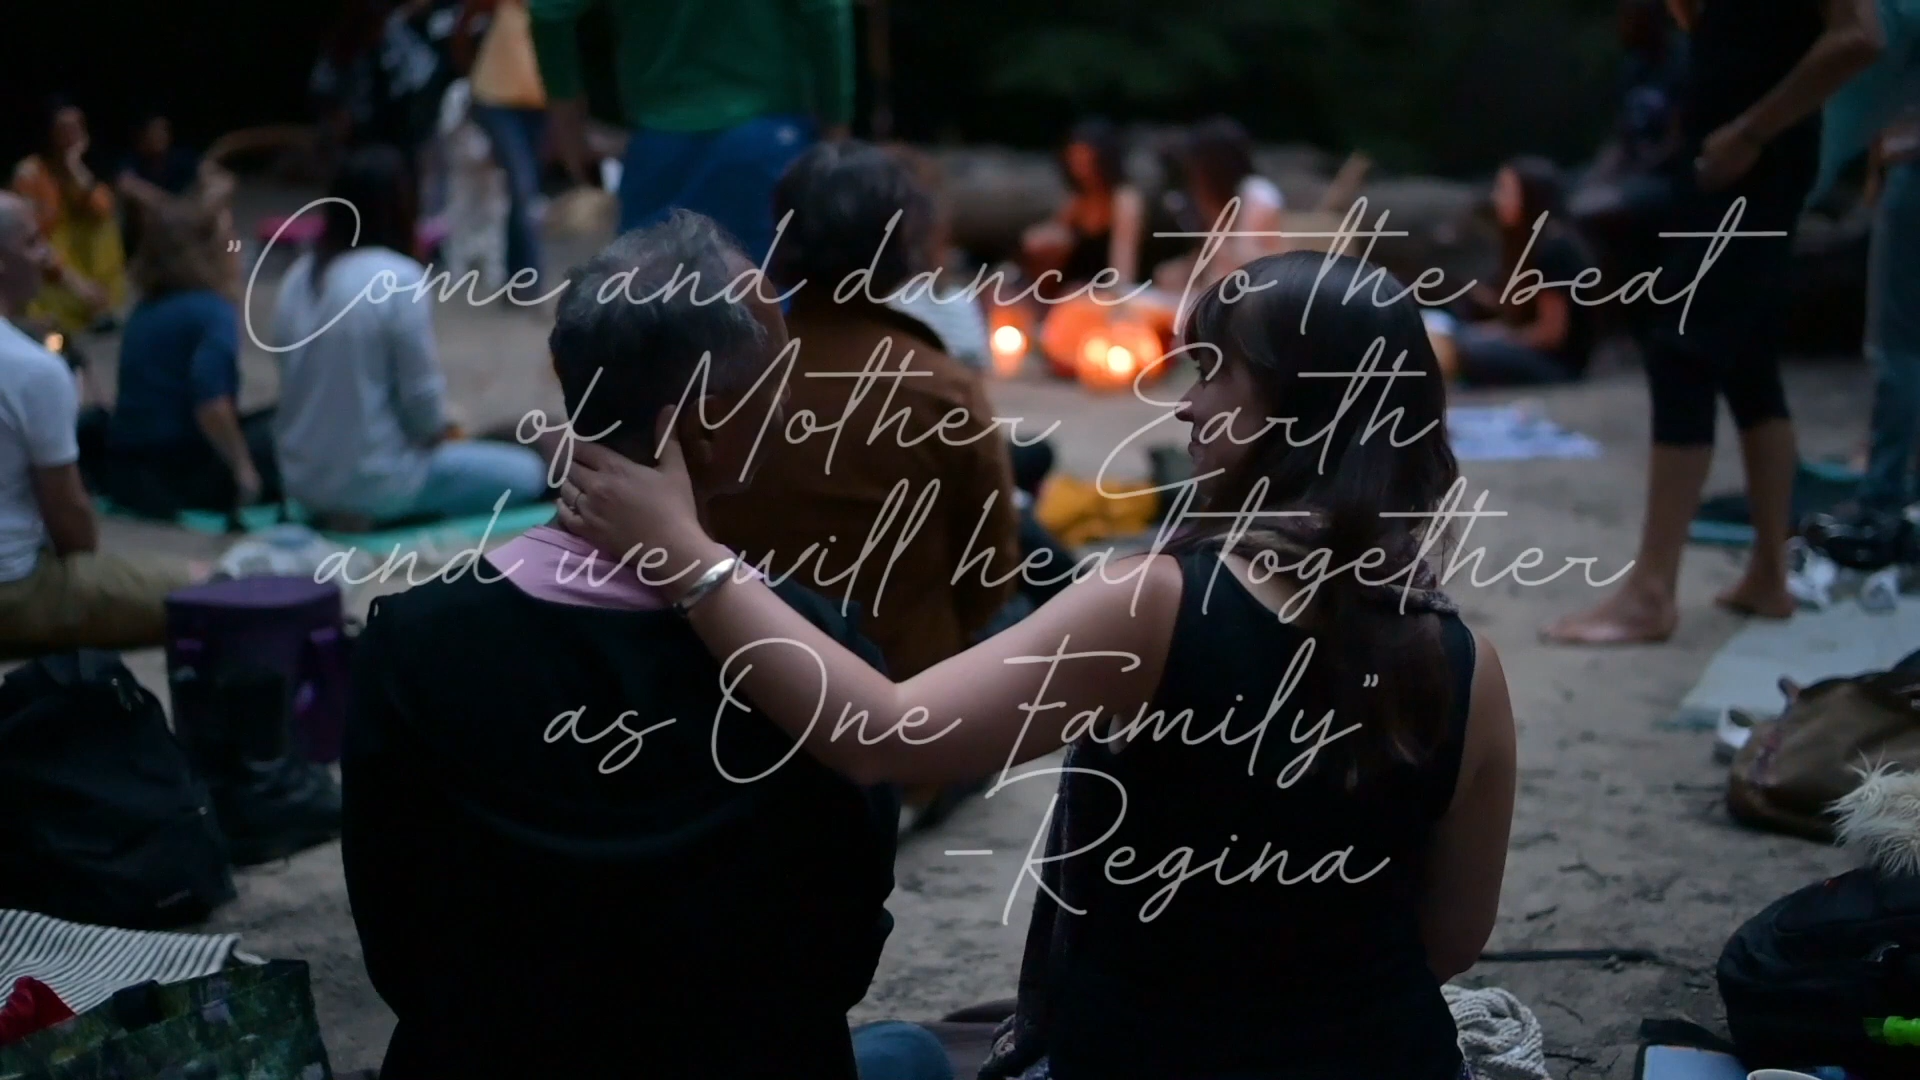 "Come and dance to the beat
of Mother Earth
and we will heal together
as One Family"
-Regina